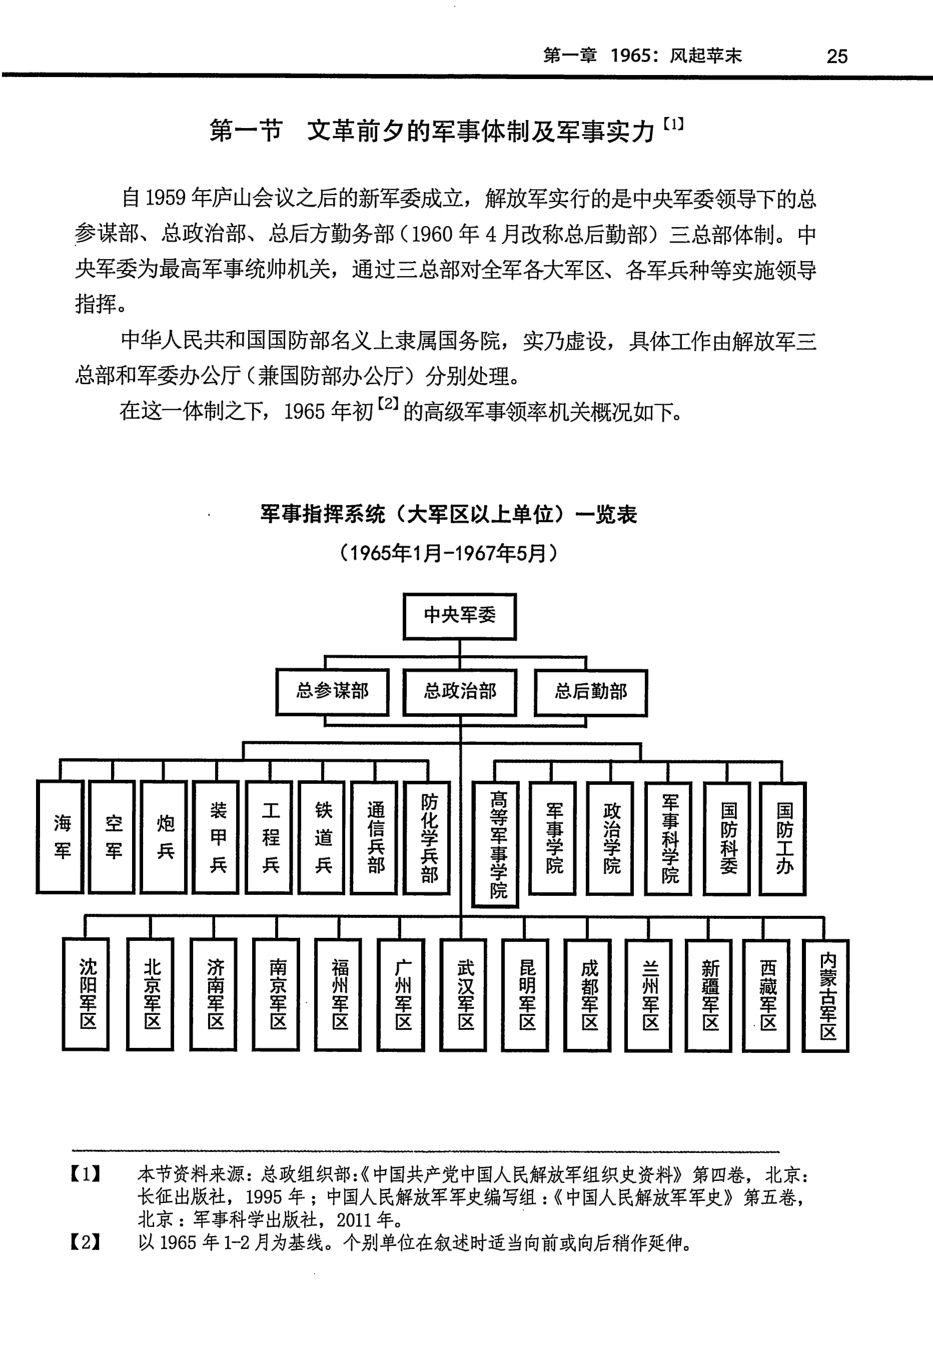 第一章 1965：风起苹末 25
第一节 文革前夕的军事体制及军事实力【1】
自1959年庐山会议之后的新军委成立，解放军实行的是中央军委领导下的总
参谋部、总政治部、总后方勤务部（1960年4月改称总后勤部）三总部体制。中
央军委为最高军事统帅机关，通过三总部对全军各大军区、各军兵种等实施领导
指挥。
中华人民共和国国防部名义上隶属国务院，实乃虚设，具体工作由解放军三
总部和军委办公厅（兼国防部办公厅）分别处理。
在这一体制之下，1965年初【2】的高级军事领率机关概况如下。
军事指挥系统（大军区以上单位）一览表
（1965年1月-1967年5月）
中央军委
总参谋部
总政治部
总后勤部
海军
空军
炮兵
装甲兵
工程兵
铁道兵
通信兵部
防化学兵部
高等军事学院
军事学院
政治学院
军事科学院
国防科委
国防工办
沈阳军区
北京军区
济南军区
南京军区
福州军区
广州军区
武汉军区
昆明军区
成都军区
兰州军区
新疆军区
西藏军区
内蒙古军区
【1】 本节资料来源：总政组织部：《中国共产党中国人民解放军组织史资料》第四卷，北京：
长征出版社，1995年；中国人民解放军军史编写组：《中国人民解放军军史》第五卷，
北京：军事科学出版社，2011年。
【2】 以1965年1-2月为基线。个别单位在叙述时适当向前或向后稍作延伸。